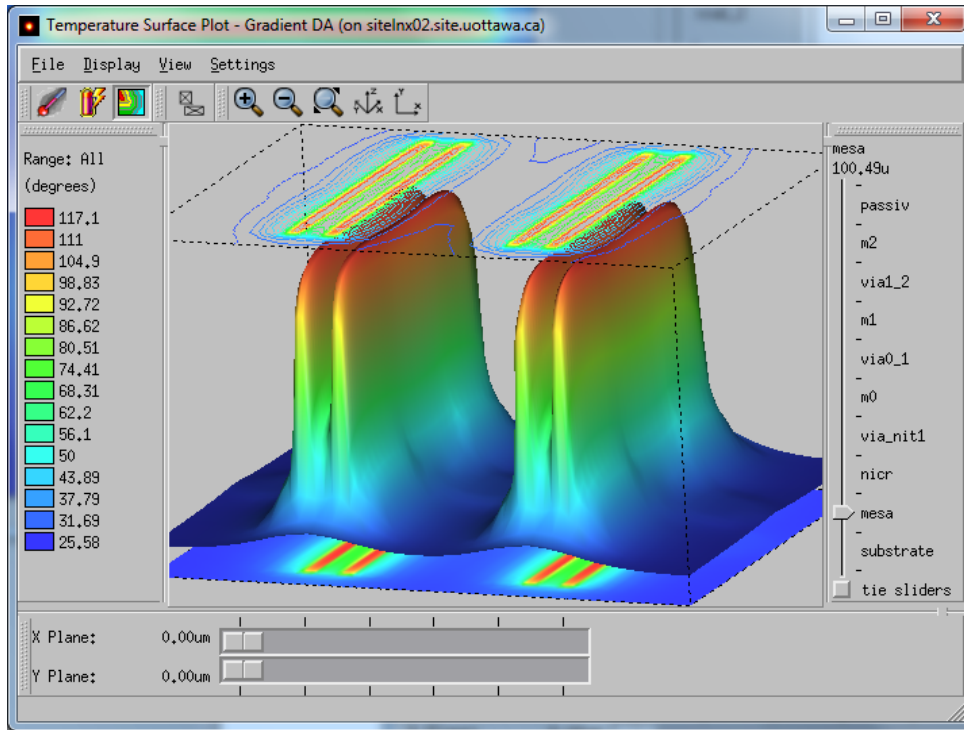 Temperature Surface Plot - Gradient DA (on sitelnx02.site.uottawa.ca)
File Display View Settings
Range: All
(degrees)
117.1
111
104.9
98.83
92.72
86.62
80.51
74.41
68.31
62.2
56.1
50
43.89
37.79
31.69
25.58
mesa
100.49u
passiv
m2
via1_2
m1
via0_1
m0
via_nit1
nicr
mesa
substrate
tie sliders
X Plane: 0.00um
Y Plane: 0.00um